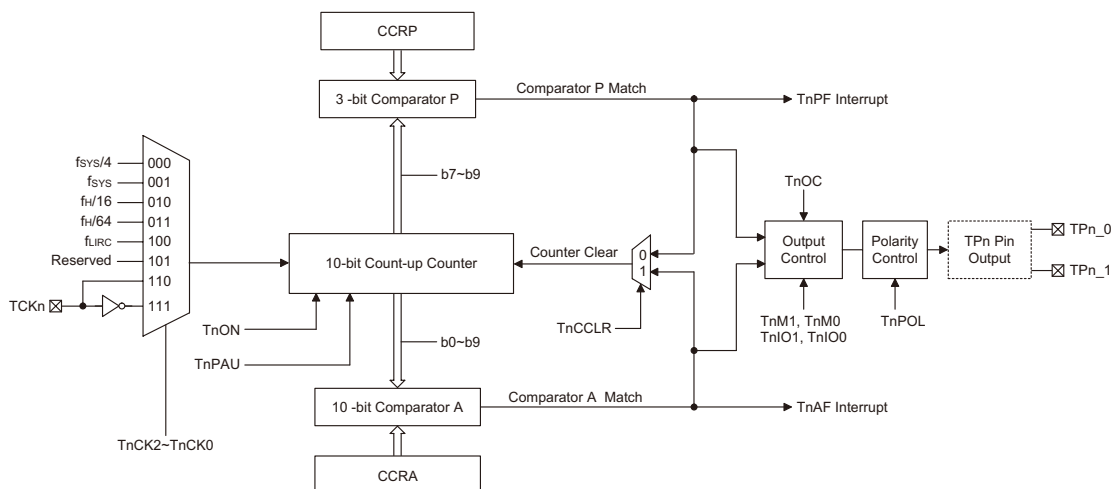 CCRP
3 -bit Comparator P
Comparator P Match
TnPF Interrupt
b7~b9
fSYS/4
000
fSYS
001
fH/16
010
fH/64
011
fLIRC
100
Reserved
101
110
TCKn
111
TnCK2~TnCK0
10-bit Count-up Counter
TnON
TnPAU
Counter Clear
0
1
TnCCLR
TnOC
Output
Control
TnM1, TnM0
TnIO1, TnIO0
Polarity
Control
TnPOL
TPn Pin
Output
TPn_0
TPn_1
b0~b9
10 -bit Comparator A
Comparator A Match
TnAF Interrupt
CCRA